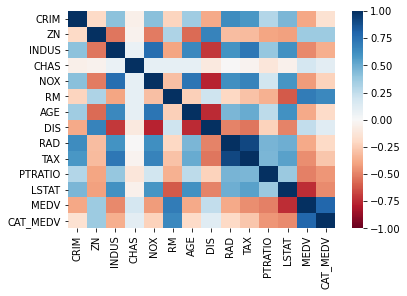 CRIM
ZN
INDUS
CHAS
NOX
RM
AGE
DIS
RAD
TAX
PTRATIO
LSTAT
MEDV
CAT_MEDV
CRIM
ZN
INDUS
CHAS
NOX
RM
AGE
DIS
RAD
TAX
PTRATIO
LSTAT
MEDV
CAT_MEDV
1.00
0.75
0.50
0.25
0.00
−0.25
−0.50
−0.75
−1.00